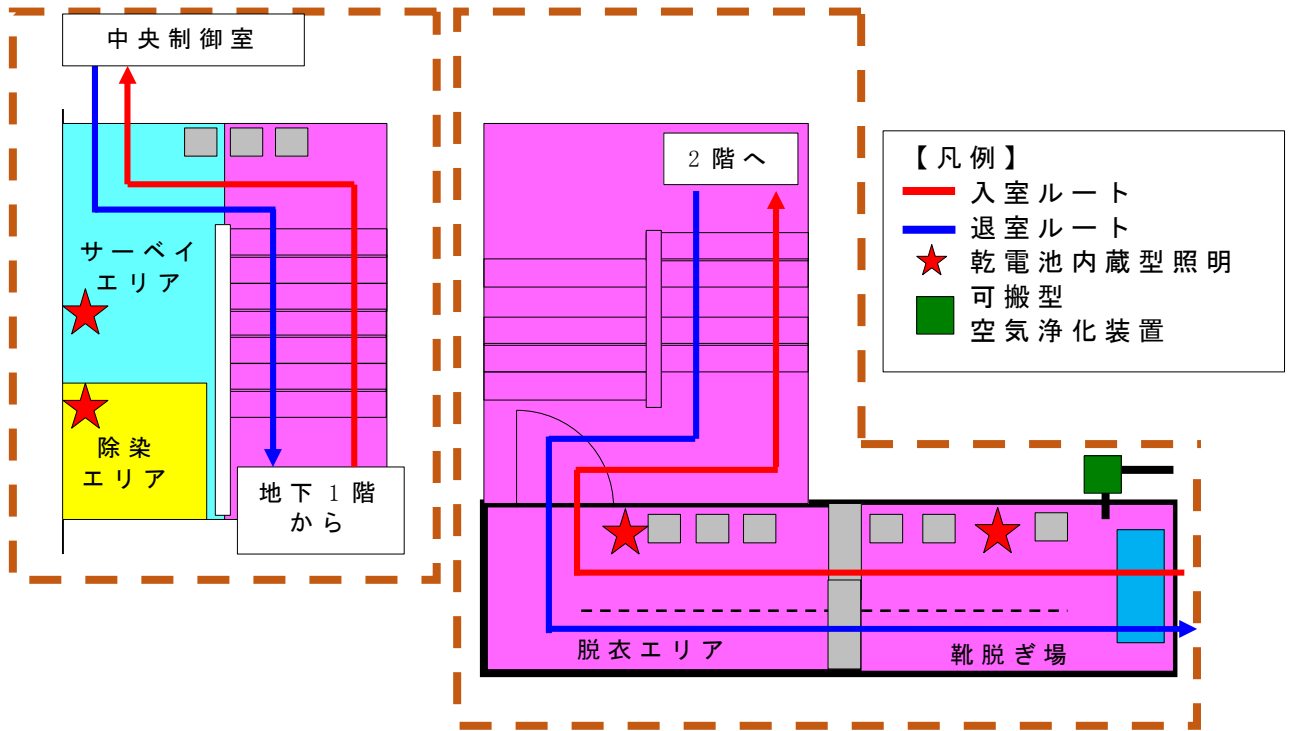 中央制御室
サーベイ
エリア
除染
エリア
地下1階
から
2階へ
脱衣エリア
靴脱ぎ場
【凡例】
入室ルート
退室ルート
乾電池内蔵型照明
可搬型
空気浄化装置